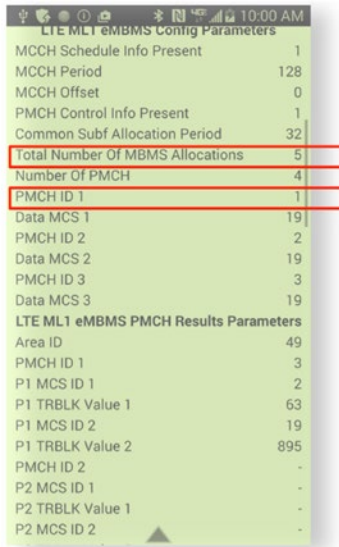 10:00 AM
LTE ML1 eMBMS Config Parameters
MCCH Schedule Info Present 1
MCCH Period 128
MCCH Offset 0
PMCH Control Info Present 1
Common Subf Allocation Period 32
Total Number Of MBMS Allocations 5
Number Of PMCH 4
PMCH ID 1 1
Data MCS 1 19
PMCH ID 2 2
Data MCS 2 19
PMCH ID 3 3
Data MCS 3 19
LTE ML1 eMBMS PMCH Results Parameters
Area ID 49
PMCH ID 1 3
P1 MCS ID 1 2
P1 TRBLK Value 1 63
P1 MCS ID 2 19
P1 TRBLK Value 2 895
PMCH ID 2 -
P2 MCS ID 1 -
P2 TRBLK Value 1 -
P2 MCS ID 2 -